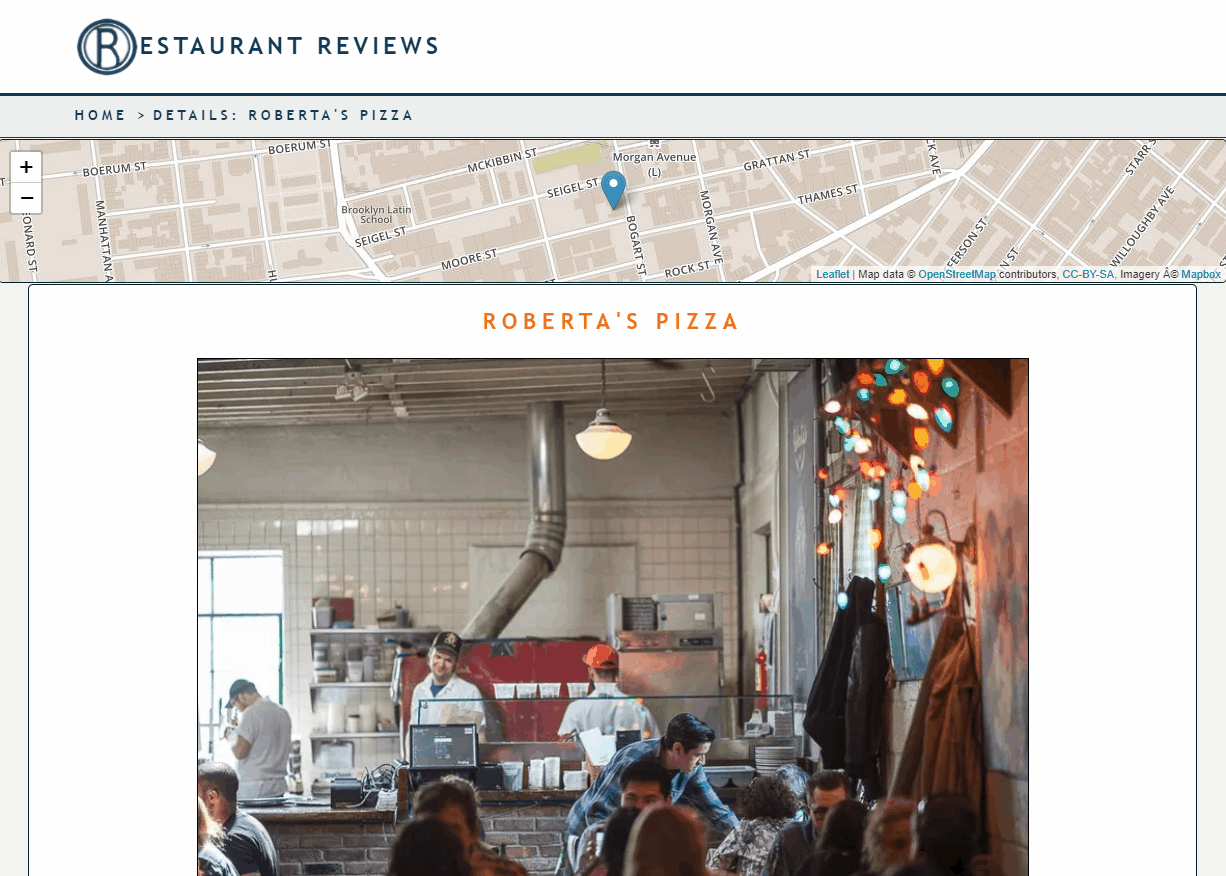 RESTAURANT REVIEWS
HOME > DETAILS: ROBERTA'S PIZZA
+
−
BOERUM ST
BOERUM ST
MCKIBBIN ST
Morgan Avenue
(L)
GRATTAN ST
CK AVE
STARR S
SEIGEL ST
THAMES ST
Brooklyn Latin
School
SEIGEL ST
MANHATTAN A
EONARD ST
MOORE ST
BOGART ST
MORGAN AVE
ROCK ST
FERSON ST
N ST
WILLOUGHBY AVE
Leaflet | Map data © OpenStreetMap contributors, CC-BY-SA, Imagery Â© Mapbox
ROBERTA'S PIZZA